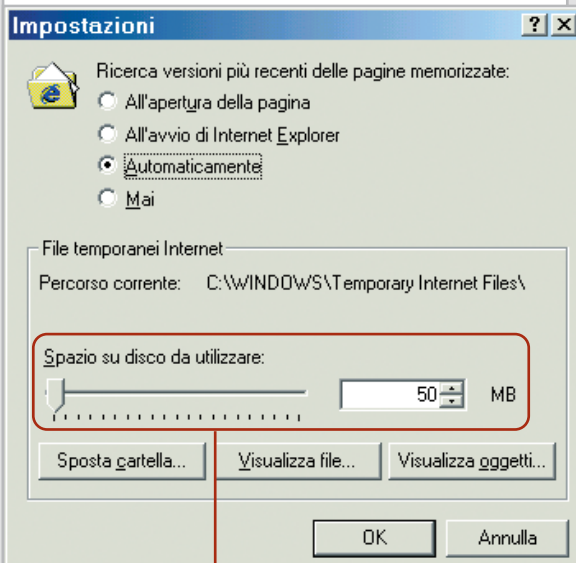 Impostazioni
Ricerca versioni più recenti delle pagine memorizzate:
All'apertura della pagina
All'avvio di Internet Explorer
Automaticamente
Mai
File temporanei Internet
Percorso corrente: C:\WINDOWS\Temporary Internet Files\
Spazio su disco da utilizzare:
50 MB
Sposta cartella... Visualizza file... Visualizza oggetti...
OK Annulla